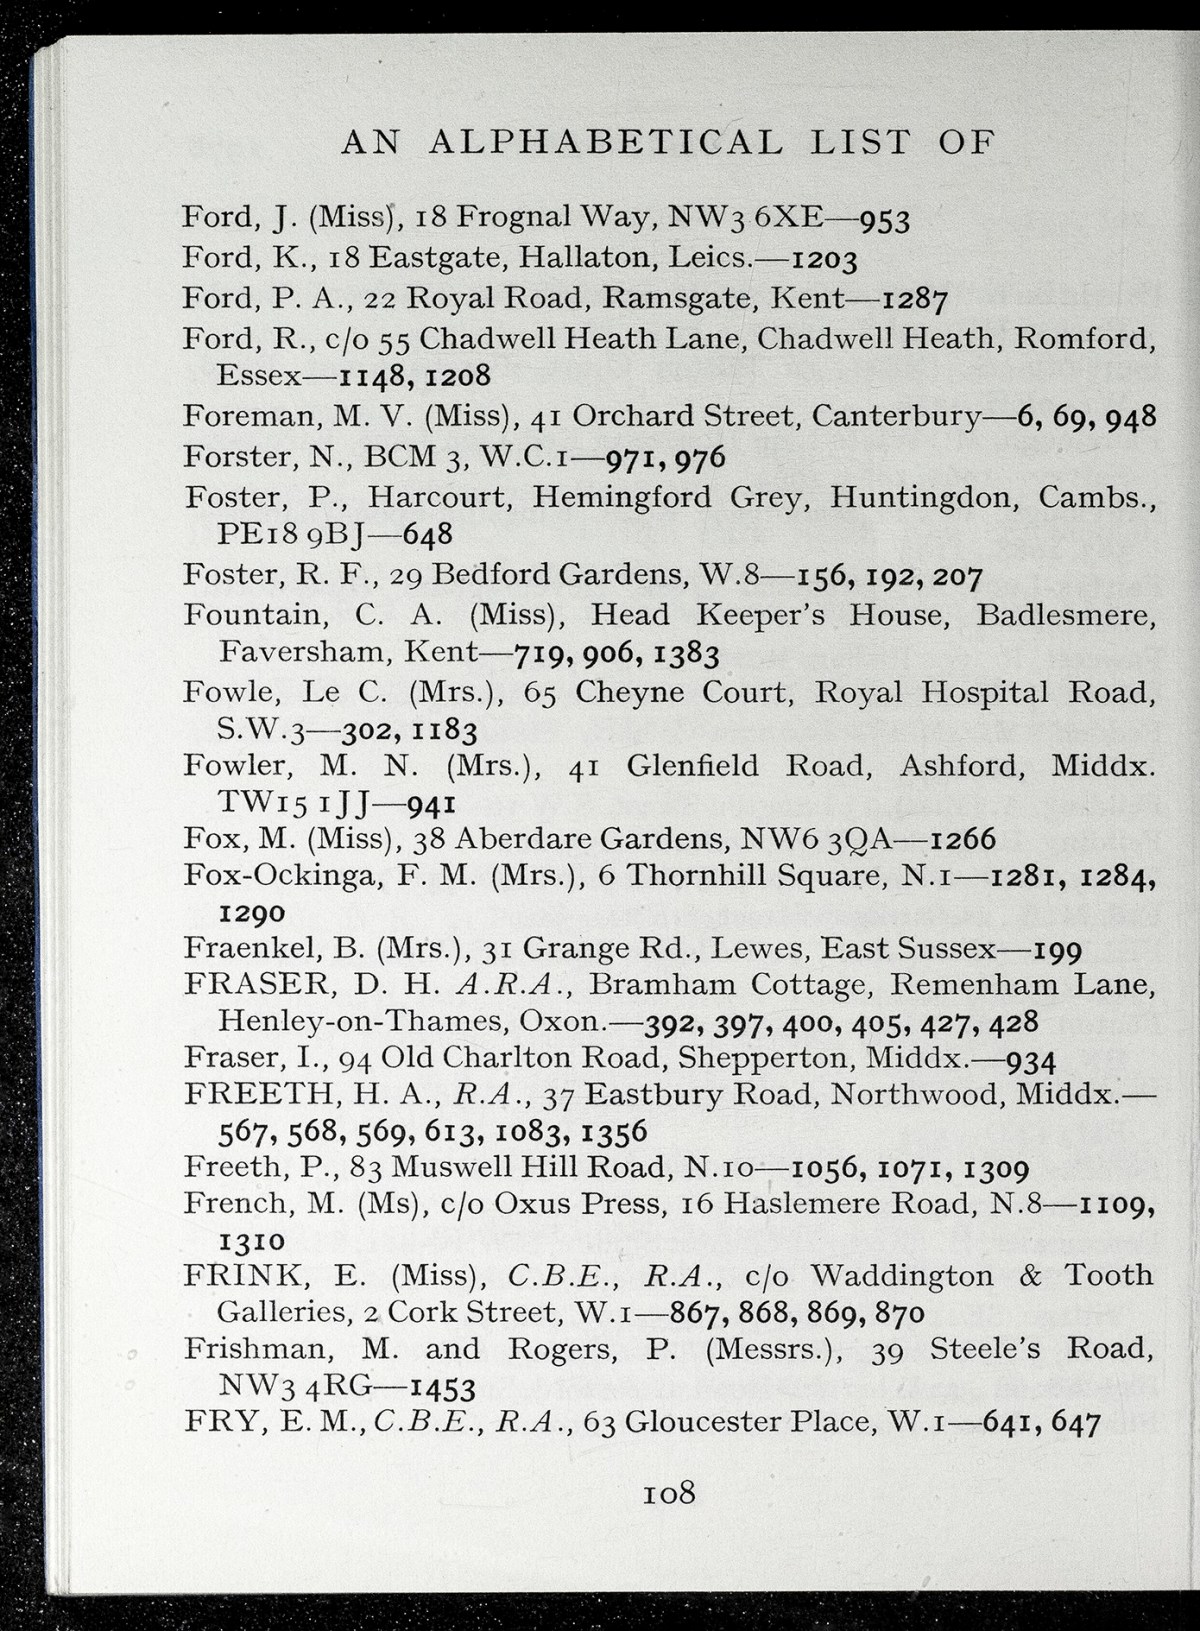 AN ALPHABETICAL LIST OF
Ford, J. (Miss), 18 Frognal Way, NW3 6XE—953
Ford, K., 18 Eastgate, Hallaton, Leics.—1203
Ford, P. A., 22 Royal Road, Ramsgate, Kent—1287
Ford, R., c/o 55 Chadwell Heath Lane, Chadwell Heath, Romford,
Essex—1148, 1208
Foreman, M. V. (Miss), 41 Orchard Street, Canterbury—6, 69, 948
Forster, N., BCM 3, W.C.1—971, 976
Foster, P., Harcourt, Hemingford Grey, Huntingdon, Cambs.,
PE18 9BJ—648
Foster, R. F., 29 Bedford Gardens, W.8—156, 192, 207
Fountain, C. A. (Miss), Head Keeper's House, Badlesmere,
Faversham, Kent—719, 906, 1383
Fowle, Le C. (Mrs.), 65 Cheyne Court, Royal Hospital Road,
S.W.3—302, 1183
Fowler, M. N. (Mrs.), 41 Glenfield Road, Ashford, Middx.
TW15 1JJ—941
Fox, M. (Miss), 38 Aberdare Gardens, NW6 3QA—1266
Fox-Ockinga, F. M. (Mrs.), 6 Thornhill Square, N.1—1281, 1284,
1290
Fraenkel, B. (Mrs.), 31 Grange Rd., Lewes, East Sussex—199
FRASER, D. H. A.R.A., Bramham Cottage, Remenham Lane,
Henley-on-Thames, Oxon.—392, 397, 400, 405, 427, 428
Fraser, I., 94 Old Charlton Road, Shepperton, Middx.—934
FREETH, H. A., R.A., 37 Eastbury Road, Northwood, Middx.—
567, 568, 569, 613, 1083, 1356
Freeth, P., 83 Muswell Hill Road, N.10—1056, 1071, 1309
French, M. (Ms), c/o Oxus Press, 16 Haslemere Road, N.8—1109,
1310
FRINK, E. (Miss), C.B.E., R.A., c/o Waddington & Tooth
Galleries, 2 Cork Street, W.1—867, 868, 869, 870
Frishman, M. and Rogers, P. (Messrs.), 39 Steele's Road,
NW3 4RG—1453
FRY, E. M., C.B.E., R.A., 63 Gloucester Place, W.1—641, 647
108